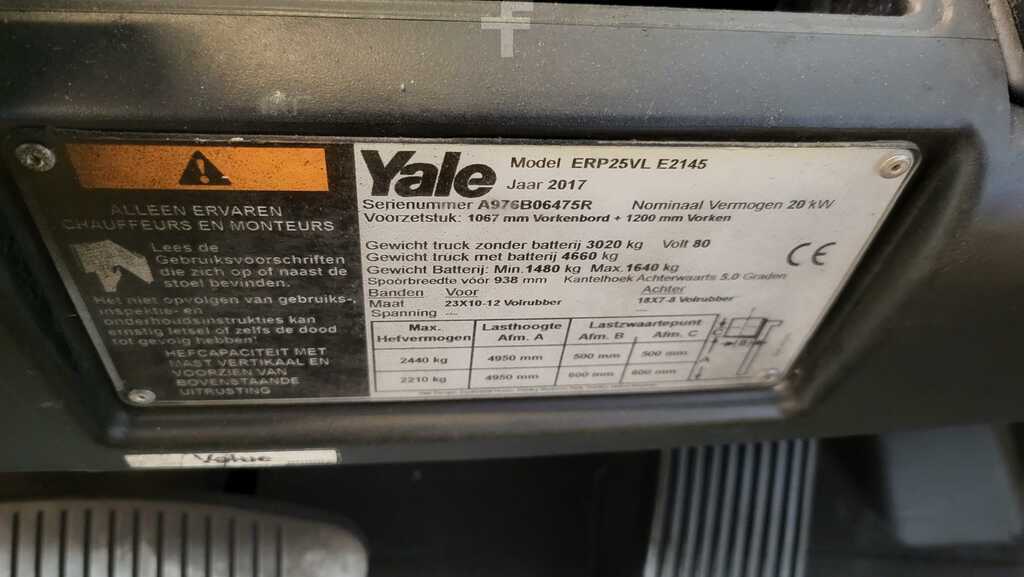 ALLEEN ERVAREN
CHAUFFEURS EN MONTEURS
Lees de
Gebruiksvoorschriften
die zich op of naast de
stoel bevinden.
Het niet opvolgen van gebruiks-,
inspektie- en
onderhoudsinstrukties kan
ernstig letsel of zelfs de dood
tot gevolg hebben!
HEFCAPACITEIT MET
MAST VERTIKAAL EN
VOORZIEN VAN
BOVENSTAANDE
UITRUSTING
Yale Model ERP25VL E2145
Jaar 2017
Serienummer A976B06475R Nominaal Vermogen 20 kW
Voorzetstuk: 1067 mm Vorkenbord + 1200 mm Vorken
Gewicht truck zonder batterij 3020 kg Volt 80
Gewicht truck met batterij 4660 kg
Gewicht Batterij: Min.1480 kg Max.1640 kg
Spoorbreedte vóór 938 mm Kantelhoek Achterwaarts 5.0 Graden
Banden Voor Achter
Maat 23X10-12 Volrubber 18X7-8 Volrubber
Spanning --- ---
Max. Hefvermogen Lasthoogte Afm. A Lastzwaartepunt Afm. B Afm. C
2440 kg 4950 mm 500 mm 500 mm
2210 kg 4950 mm 600 mm 600 mm
CE
C
B
A
Value